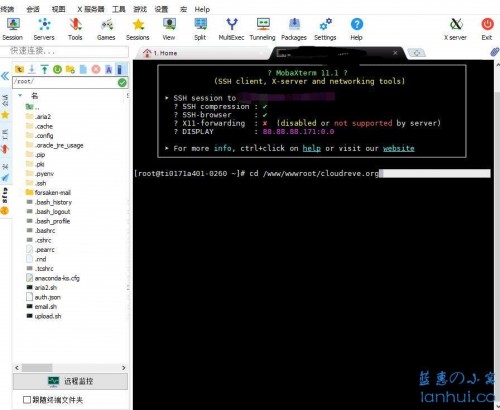 终端 会话 视图 X 服务器 工具 游戏 设置 宏 Help
Session Servers Tools Games Sessions View Split MultiExec Tunneling Packages Settings Help X server Exit
快速连接...
1. Home
/root/
名
..
.aria2
.cache
.config
.oracle_jre_usage
.pip
.pki
.pyenv
.ssh
forsaken-mail
.bash_history
.bash_logout
.bash_profile
.bashrc
.cshrc
.pearrc
.rnd
.tcshrc
anaconda-ks.cfg
aria2.sh
auth.json
email.sh
upload.sh
会话
工具
宏
Sftp
? MobaXterm 11.1 ?
(SSH client, X-server and networking tools)
➤ SSH session to
? SSH compression : ✔
? SSH-browser : ✔
? X11-forwarding : ✘ (disabled or not supported by server)
? DISPLAY : 88.88.88.171:0.0
➤ For more info, ctrl+click on help or visit our website
[root@ti0171a401-0260 ~]# cd /www/wwwroot/cloudreve.org
远程监控
跟随终端文件夹
蓝惠の小窝
lanhui.co